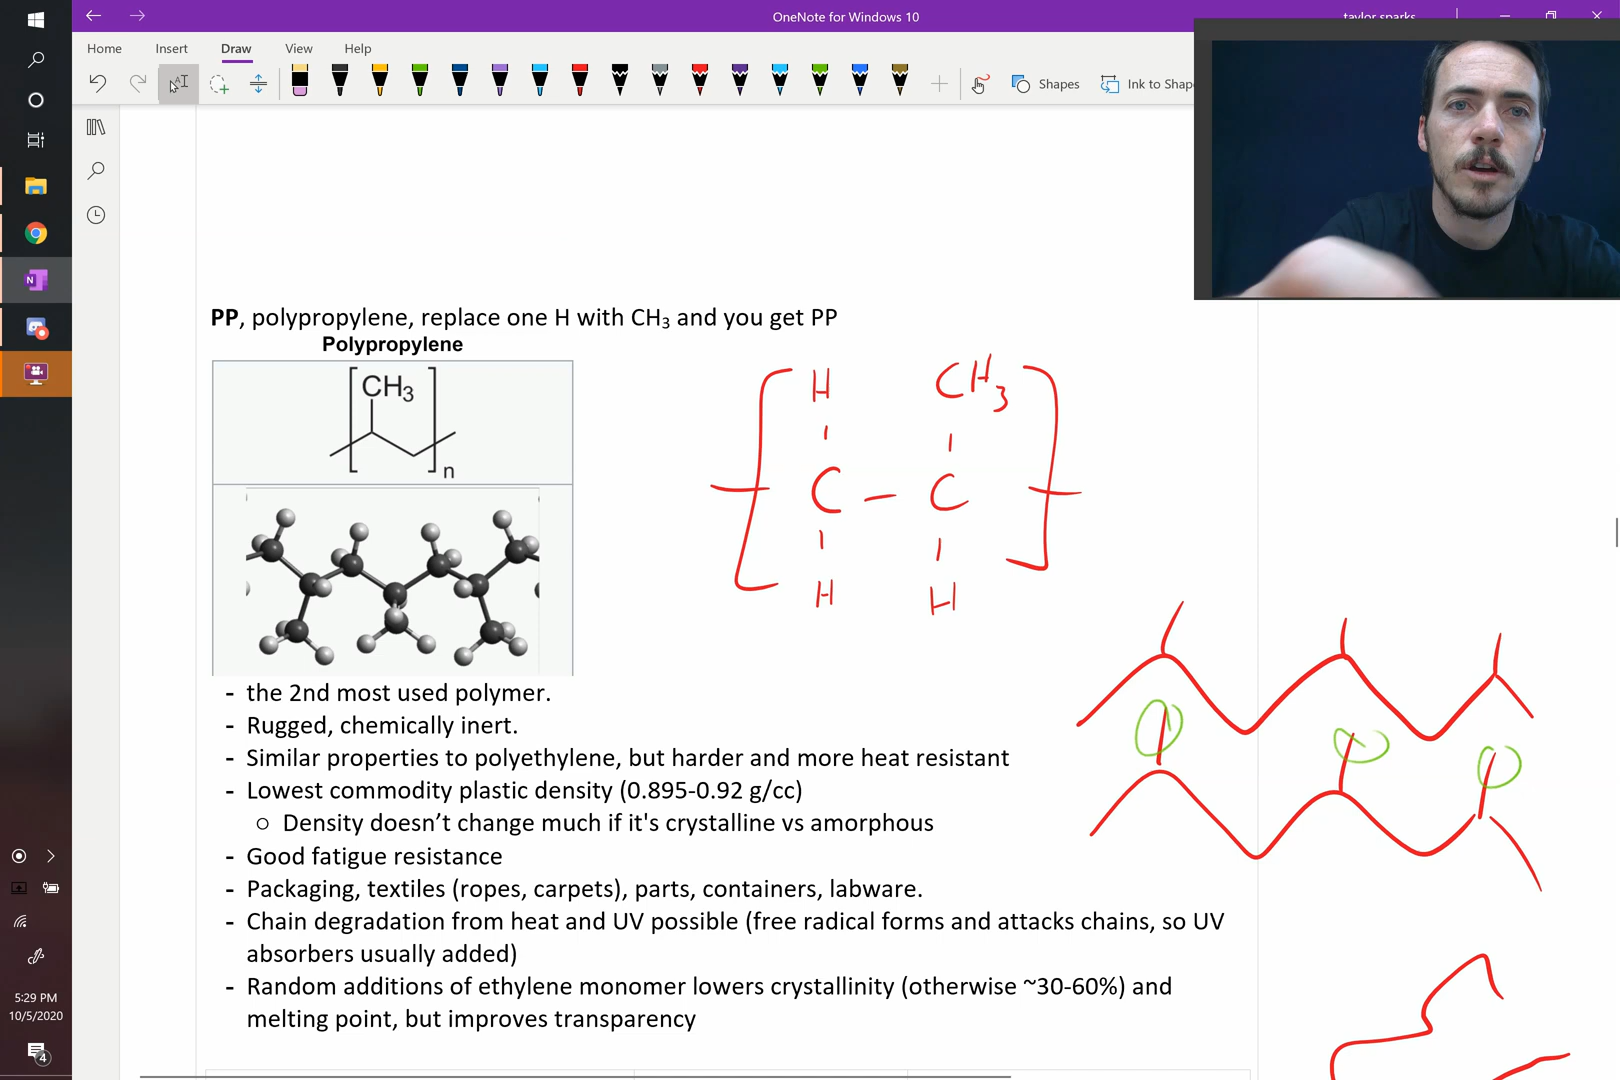 OneNote for Windows 10
taylor sparks
Home Insert Draw View Help
Shapes
Ink to Shap
PP, polypropylene, replace one H with CH₃ and you get PP
Polypropylene
CH₃
n
H CH₃
C - C
H H
- the 2nd most used polymer.
- Rugged, chemically inert.
- Similar properties to polyethylene, but harder and more heat resistant
- Lowest commodity plastic density (0.895-0.92 g/cc)
○ Density doesn’t change much if it's crystalline vs amorphous
- Good fatigue resistance
- Packaging, textiles (ropes, carpets), parts, containers, labware.
- Chain degradation from heat and UV possible (free radical forms and attacks chains, so UV
absorbers usually added)
- Random additions of ethylene monomer lowers crystallinity (otherwise ~30-60%) and
melting point, but improves transparency
5:29 PM
10/5/2020
4